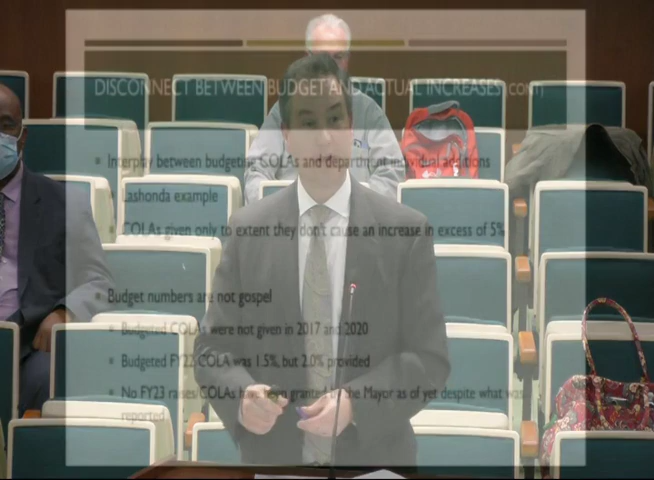 DISCONNECT BETWEEN BUDGET AND ACTUAL INCREASES (con't)
Interplay between budgeting COLAs and department individual additions
Lashonda example
COLAs given only to extent they don't cause an increase in excess of 5%
Budget numbers are not gospel
Budgeted COLAs were not given in 2017 and 2020
Budgeted FY22 COLA was 1.5%, but 2.0% provided
No FY23 raises/COLAs have been granted by the Mayor as of yet despite what was
reported